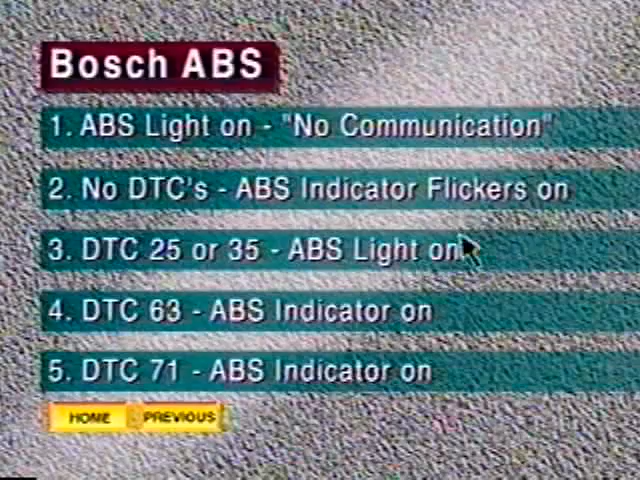 Bosch ABS
1. ABS Light on - "No Communication"
2. No DTC's - ABS Indicator Flickers on
3. DTC 25 or 35 - ABS Light on
4. DTC 63 - ABS Indicator on
5. DTC 71 - ABS Indicator on
HOME PREVIOUS